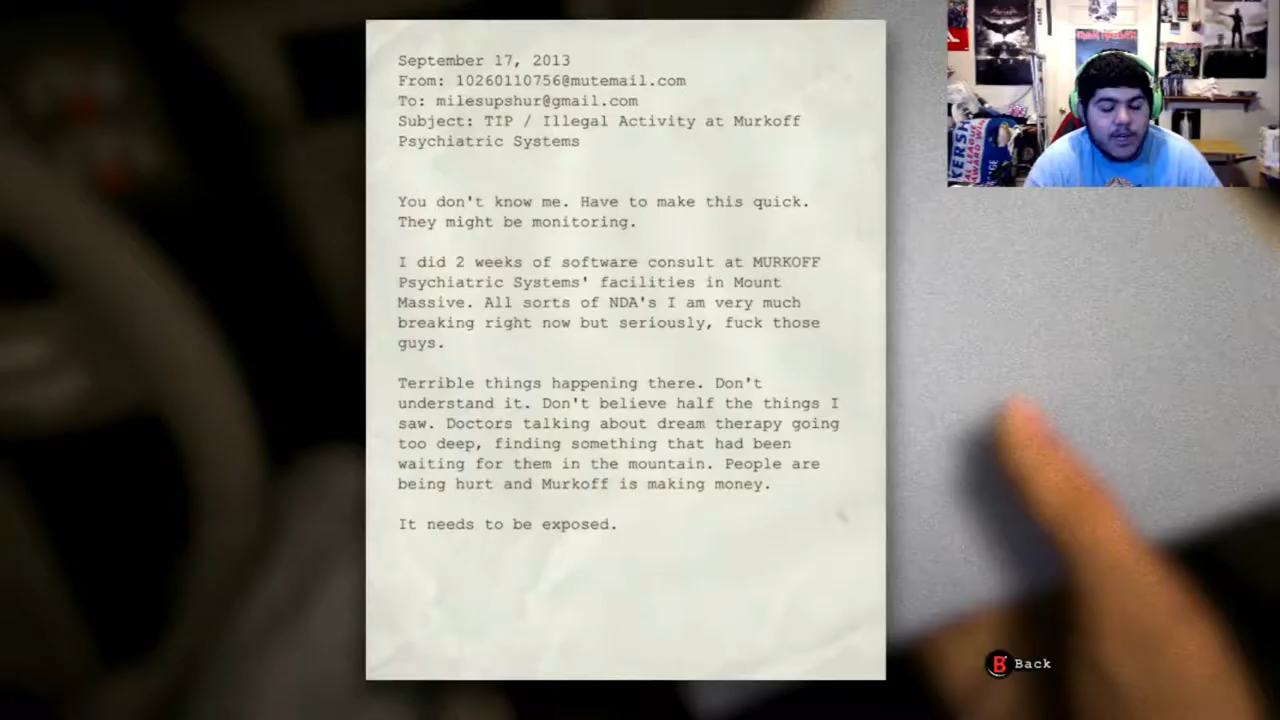 September 17, 2013
From: 10260110756@mutemail.com
To: milesupshur@gmail.com
Subject: TIP / Illegal Activity at Murkoff
Psychiatric Systems
You don't know me. Have to make this quick.
They might be monitoring.
I did 2 weeks of software consult at MURKOFF
Psychiatric Systems' facilities in Mount
Massive. All sorts of NDA's I am very much
breaking right now but seriously, fuck those
guys.
Terrible things happening there. Don't
understand it. Don't believe half the things I
saw. Doctors talking about dream therapy going
too deep, finding something that had been
waiting for them in the mountain. People are
being hurt and Murkoff is making money.
It needs to be exposed.
B Back
IRON MAIDEN
AWARD WIN